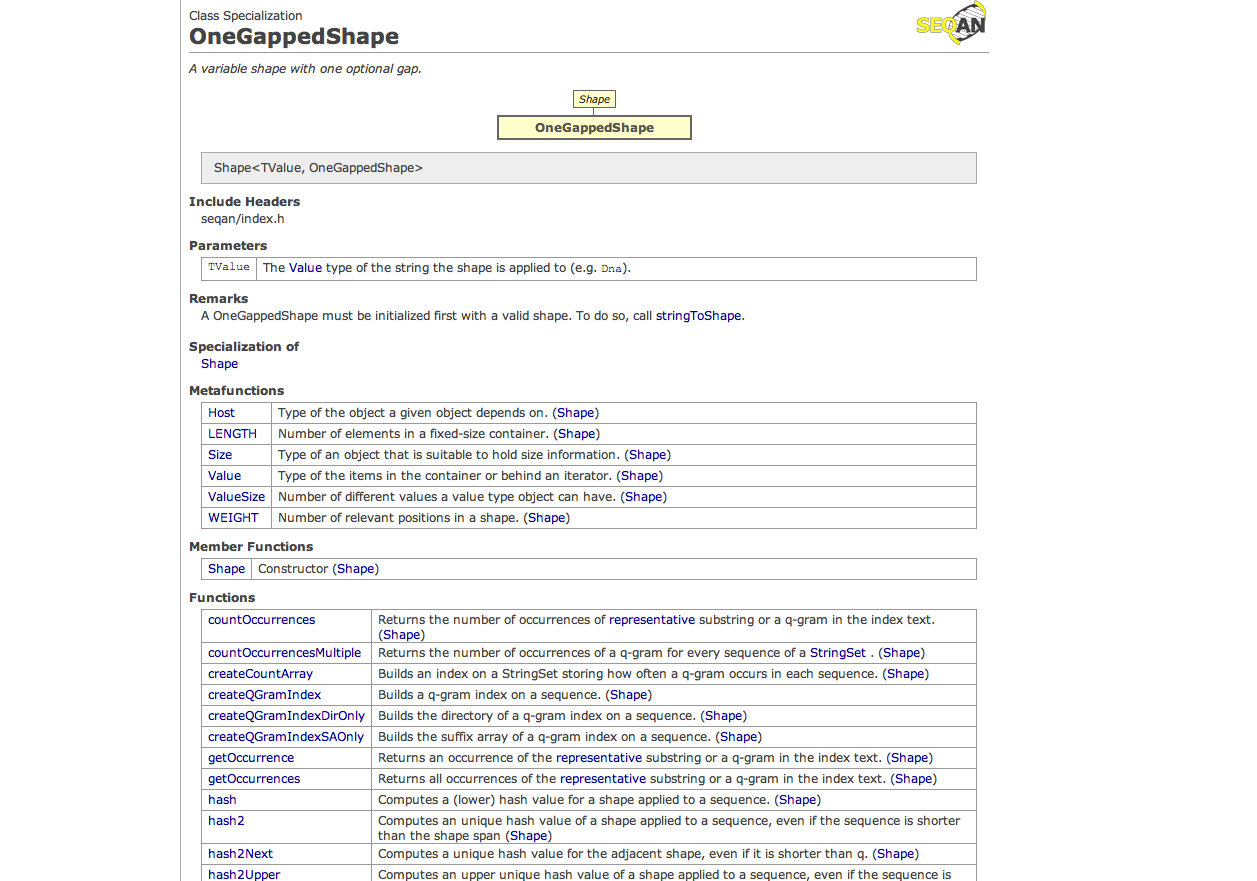 Class Specialization
OneGappedShape
SEQAN
A variable shape with one optional gap.
Shape
OneGappedShape
Shape<TValue, OneGappedShape>
Include Headers
seqan/index.h
Parameters
TValue The Value type of the string the shape is applied to (e.g. Dna).
Remarks
A OneGappedShape must be initialized first with a valid shape. To do so, call stringToShape.
Specialization of
Shape
Metafunctions
Host Type of the object a given object depends on. (Shape)
LENGTH Number of elements in a fixed-size container. (Shape)
Size Type of an object that is suitable to hold size information. (Shape)
Value Type of the items in the container or behind an iterator. (Shape)
ValueSize Number of different values a value type object can have. (Shape)
WEIGHT Number of relevant positions in a shape. (Shape)
Member Functions
Shape Constructor (Shape)
Functions
countOccurrences Returns the number of occurrences of representative substring or a q-gram in the index text.
(Shape)
countOccurrencesMultiple Returns the number of occurrences of a q-gram for every sequence of a StringSet . (Shape)
createCountArray Builds an index on a StringSet storing how often a q-gram occurs in each sequence. (Shape)
createQGramIndex Builds a q-gram index on a sequence. (Shape)
createQGramIndexDirOnly Builds the directory of a q-gram index on a sequence. (Shape)
createQGramIndexSAOnly Builds the suffix array of a q-gram index on a sequence. (Shape)
getOccurrence Returns an occurrence of the representative substring or a q-gram in the index text. (Shape)
getOccurrences Returns all occurrences of the representative substring or a q-gram in the index text. (Shape)
hash Computes a (lower) hash value for a shape applied to a sequence. (Shape)
hash2 Computes an unique hash value of a shape applied to a sequence, even if the sequence is shorter
than the shape span (Shape)
hash2Next Computes a unique hash value for the adjacent shape, even if it is shorter than q. (Shape)
hash2Upper Computes an upper unique hash value of a shape applied to a sequence, even if the sequence is